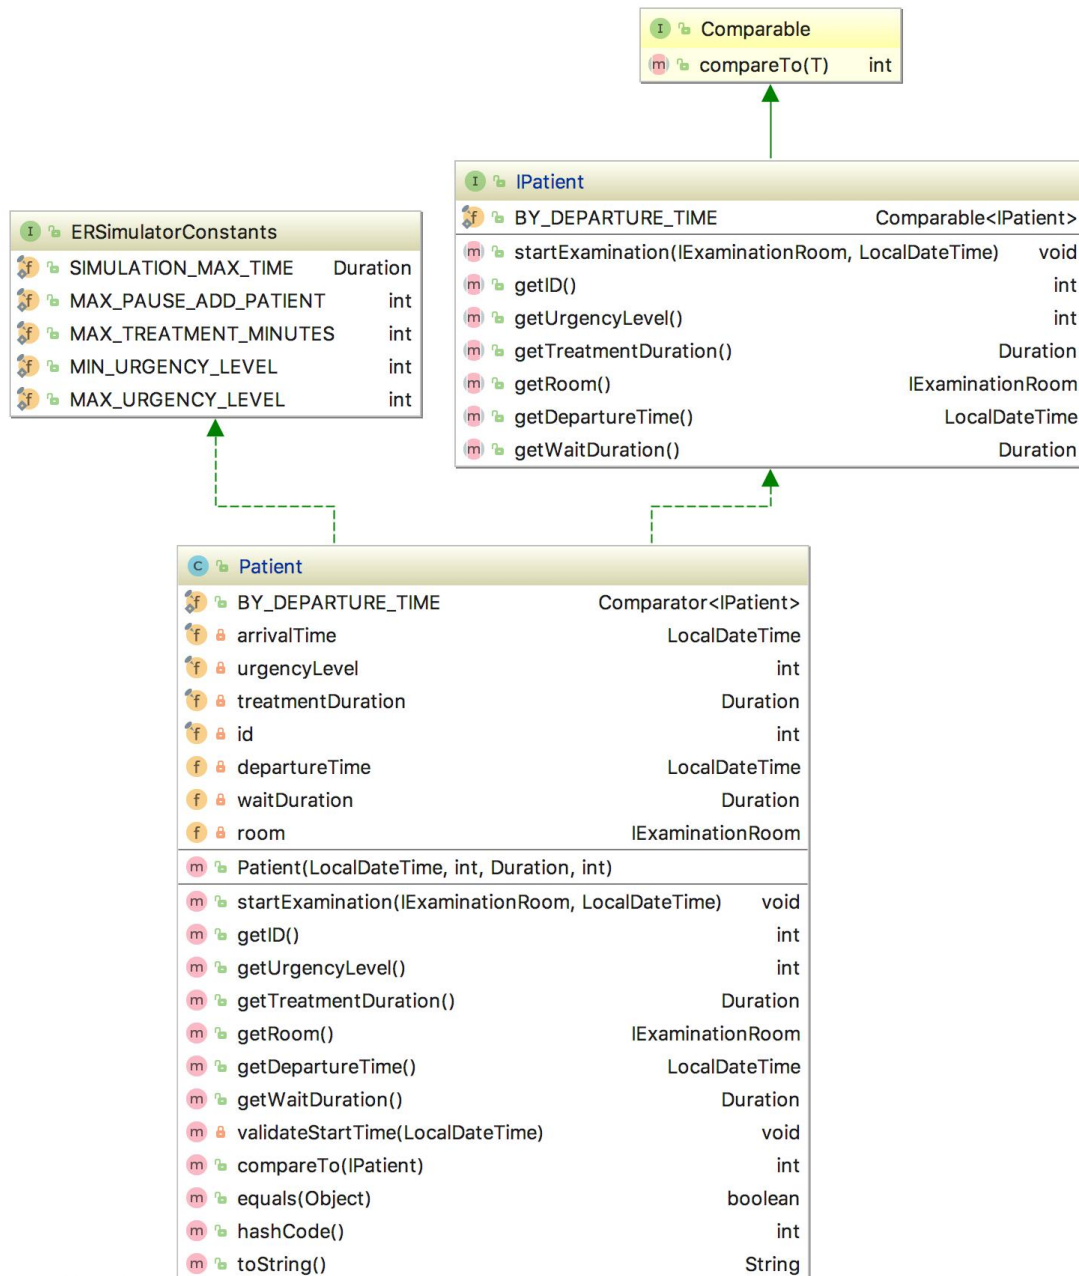 Comparable
compareTo(T) int
IPatient
BY_DEPARTURE_TIME Comparable<IPatient>
startExamination(IExaminationRoom, LocalDateTime) void
getID() int
getUrgencyLevel() int
getTreatmentDuration() Duration
getRoom() IExaminationRoom
getDepartureTime() LocalDateTime
getWaitDuration() Duration
ERSimulatorConstants
SIMULATION_MAX_TIME Duration
MAX_PAUSE_ADD_PATIENT int
MAX_TREATMENT_MINUTES int
MIN_URGENCY_LEVEL int
MAX_URGENCY_LEVEL int
Patient
BY_DEPARTURE_TIME Comparator<IPatient>
arrivalTime LocalDateTime
urgencyLevel int
treatmentDuration Duration
id int
departureTime LocalDateTime
waitDuration Duration
room IExaminationRoom
Patient(LocalDateTime, int, Duration, int)
startExamination(IExaminationRoom, LocalDateTime) void
getID() int
getUrgencyLevel() int
getTreatmentDuration() Duration
getRoom() IExaminationRoom
getDepartureTime() LocalDateTime
getWaitDuration() Duration
validateStartTime(LocalDateTime) void
compareTo(IPatient) int
equals(Object) boolean
hashCode() int
toString() String